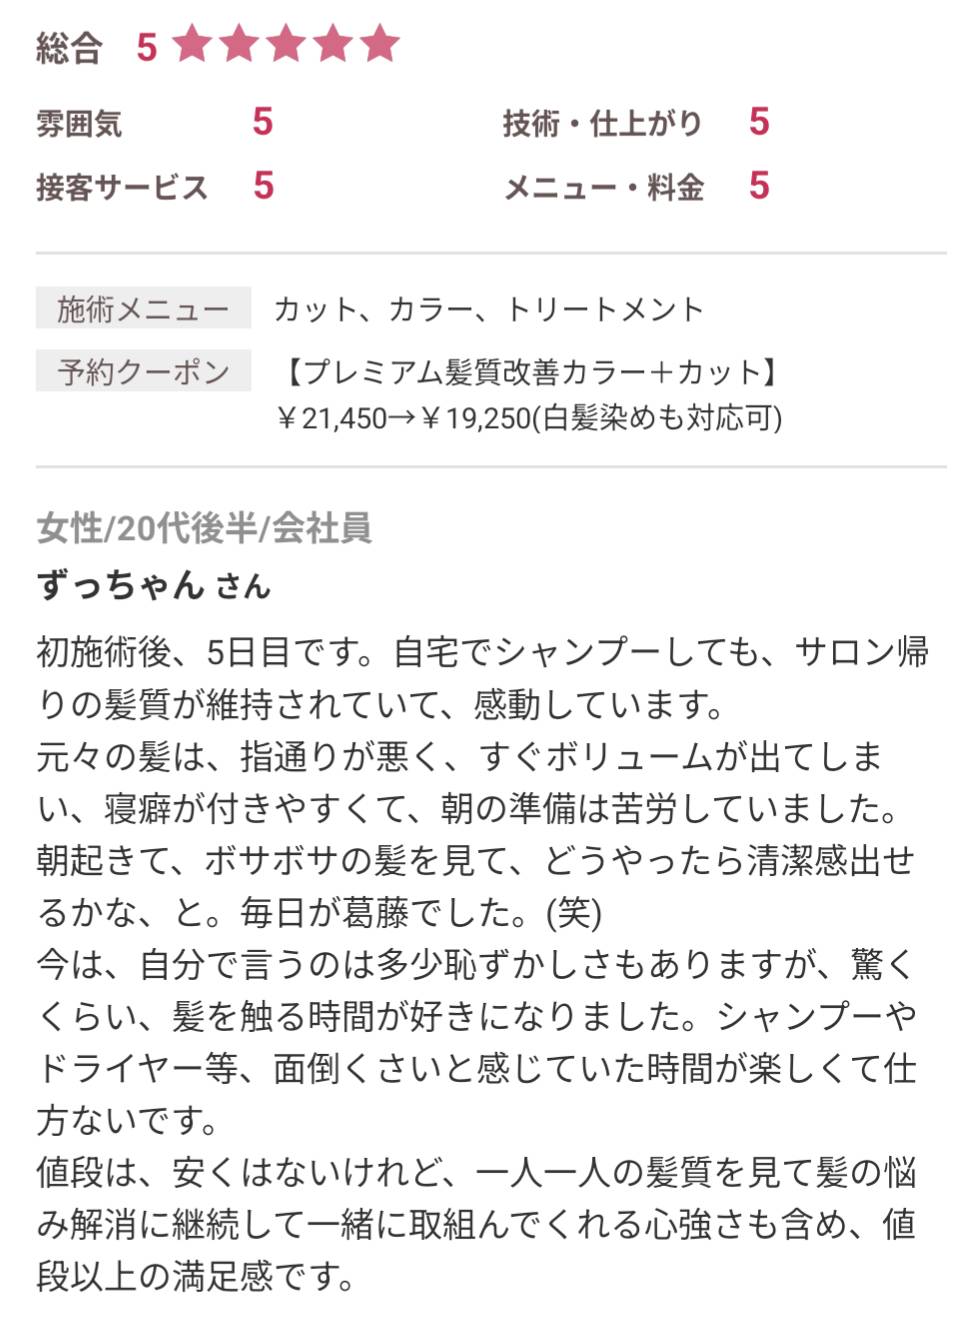 総合 5 ★★★★★
雰囲気 5 技術・仕上がり 5
接客サービス 5 メニュー・料金 5
施術メニュー カット、カラー、トリートメント
予約クーポン 【プレミアム髪質改善カラー＋カット】
￥21,450→￥19,250(白髪染めも対応可)
女性/20代後半/会社員
ずっちゃん さん
初施術後、5日目です。自宅でシャンプーしても、サロン帰
りの髪質が維持されていて、感動しています。
元々の髪は、指通りが悪く、すぐボリュームが出てしま
い、寝癖が付きやすくて、朝の準備は苦労していました。
朝起きて、ボサボサの髪を見て、どうやったら清潔感出せ
るかな、と。毎日が葛藤でした。(笑)
今は、自分で言うのは多少恥ずかしさもありますが、驚く
くらい、髪を触る時間が好きになりました。シャンプーや
ドライヤー等、面倒くさいと感じていた時間が楽しくて仕
方ないです。
値段は、安くはないけれど、一人一人の髪質を見て髪の悩
み解消に継続して一緒に取組んでくれる心強さも含め、値
段以上の満足感です。